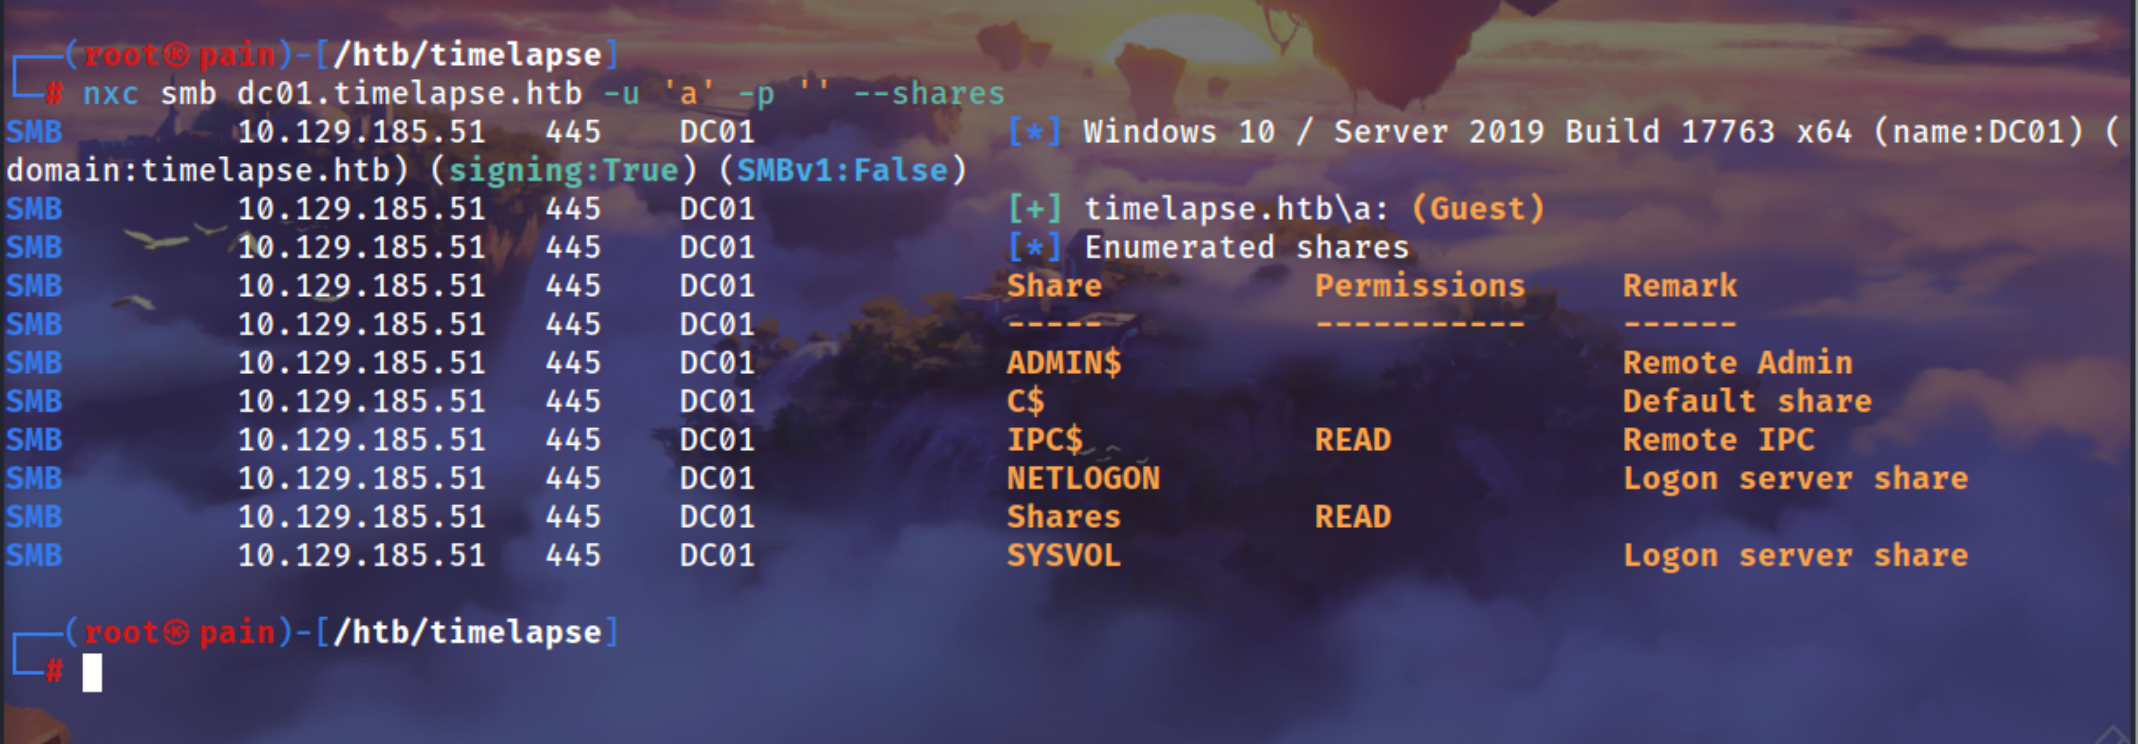 ┌──(root㉿pain)-[/htb/timelapse]
└─# nxc smb dc01.timelapse.htb -u 'a' -p '' --shares
SMB         10.129.185.51   445    DC01             [*] Windows 10 / Server 2019 Build 17763 x64 (name:DC01) (
domain:timelapse.htb) (signing:True) (SMBv1:False)
SMB         10.129.185.51   445    DC01             [+] timelapse.htb\a: (Guest)
SMB         10.129.185.51   445    DC01             [*] Enumerated shares
SMB         10.129.185.51   445    DC01             Share           Permissions     Remark
SMB         10.129.185.51   445    DC01             -----           -----------     ------
SMB         10.129.185.51   445    DC01             ADMIN$                          Remote Admin
SMB         10.129.185.51   445    DC01             C$                              Default share
SMB         10.129.185.51   445    DC01             IPC$            READ            Remote IPC
SMB         10.129.185.51   445    DC01             NETLOGON                        Logon server share
SMB         10.129.185.51   445    DC01             Shares          READ
SMB         10.129.185.51   445    DC01             SYSVOL                          Logon server share
┌──(root㉿pain)-[/htb/timelapse]
└─#